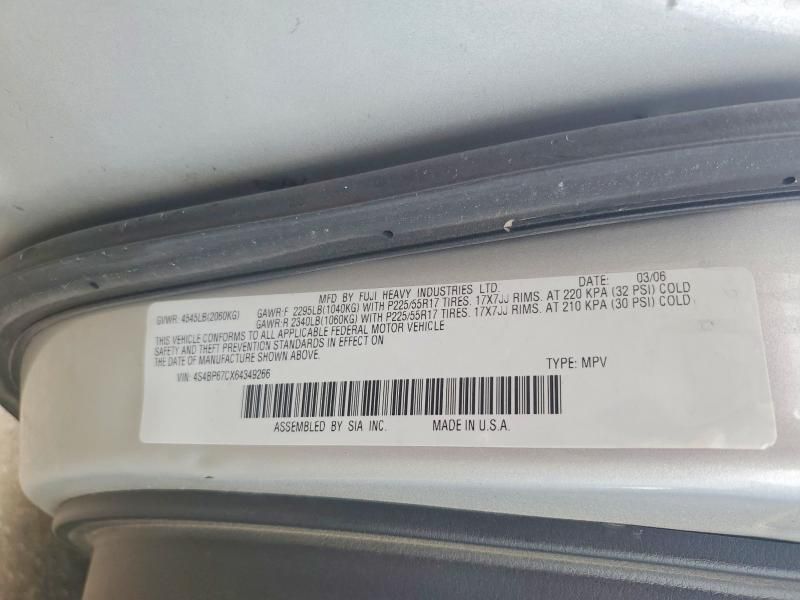 MFD BY FUJI HEAVY INDUSTRIES LTD. DATE: 03/06
GVWR: 4545LB(2060KG) GAWR:F 2295LB(1040KG) WITH P225/55R17 TIRES. 17X7JJ RIMS. AT 220 KPA (32 PSI) COLD
GAWR:R 2340LB(1060KG) WITH P225/55R17 TIRES. 17X7JJ RIMS. AT 210 KPA (30 PSI) COLD
THIS VEHICLE CONFORMS TO ALL APPLICABLE FEDERAL MOTOR VEHICLE
SAFETY AND THEFT PREVENTION STANDARDS IN EFFECT ON
THE DATE OF MANUFACTURE SHOWN ABOVE.
VIN: 4S4BP67CX64349266 TYPE: MPV
ASSEMBLED BY SIA INC. MADE IN U.S.A.